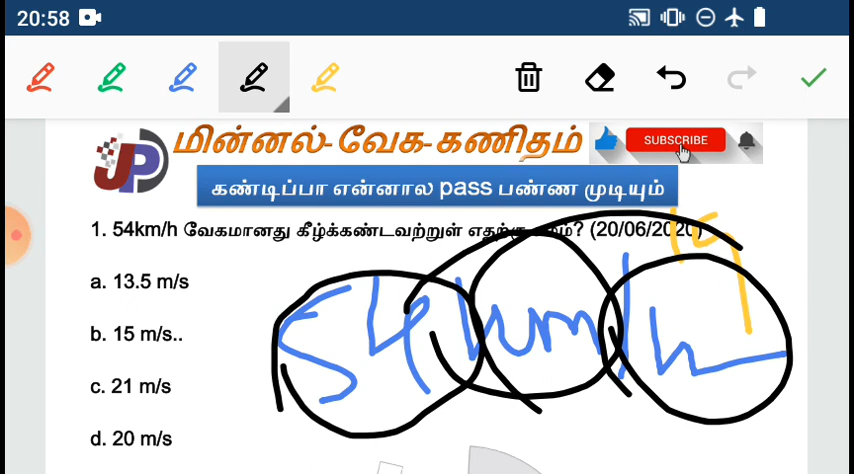 20:58
JP மின்னல்-வேக-கணிதம் SUBSCRIBE
கண்டிப்பா என்னால pass பண்ண முடியும்
1. 54km/h வேகமானது கீழ்க்கண்டவற்றுள் எதற்கு சமம்? (20/06/2020)
a. 13.5 m/s
54 km/h
b. 15 m/s..
c. 21 m/s
d. 20 m/s